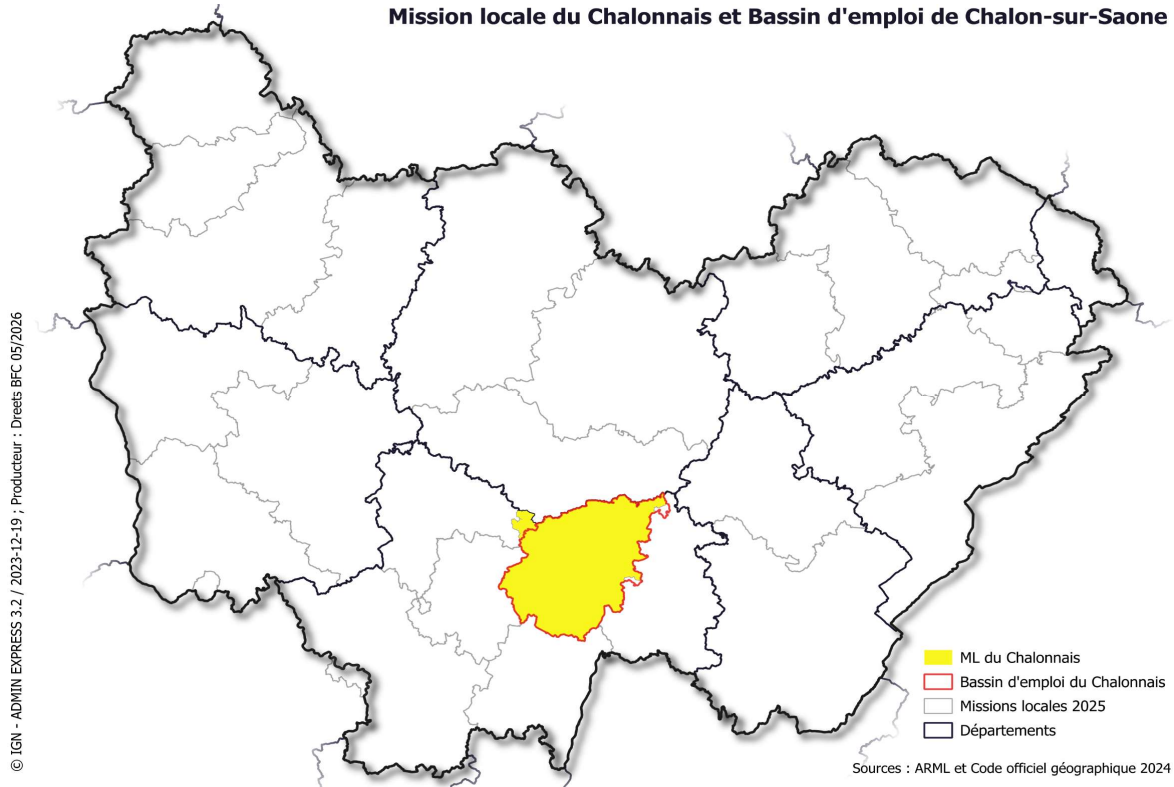 Mission locale du Chalonnais et Bassin d'emploi de Chalon-sur-Saone
© IGN - ADMIN EXPRESS 3.2 / 2023-12-19 ; Producteur : Dreets BFC 05/2026
ML du Chalonnais
Bassin d'emploi du Chalonnais
Missions locales 2025
Départements
Sources : ARML et Code officiel géographique 2024